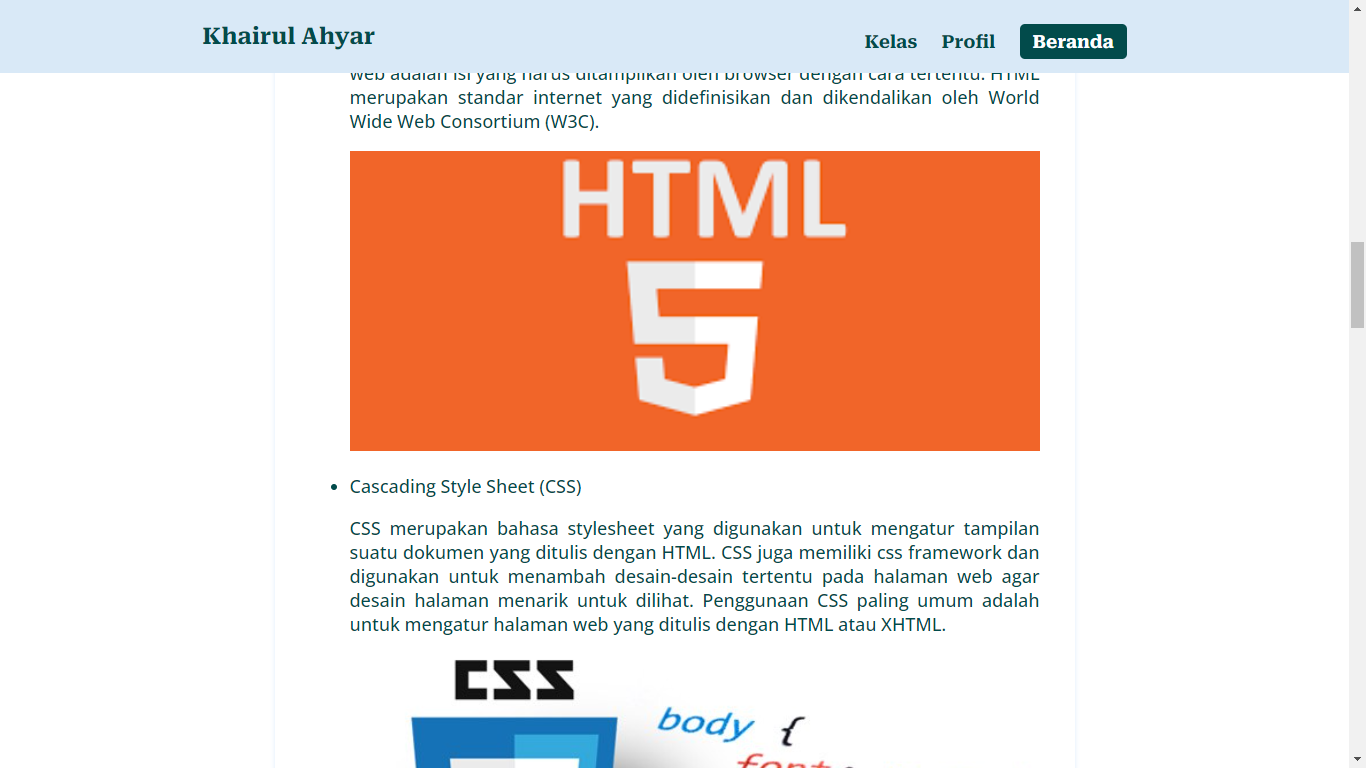 Khairul Ahyar
Kelas Profil Beranda
web adalah isi yang harus ditampilkan oleh browser dengan cara tertentu. HTML
merupakan standar internet yang didefinisikan dan dikendalikan oleh World
Wide Web Consortium (W3C).
HTML
5
Cascading Style Sheet (CSS)
CSS merupakan bahasa stylesheet yang digunakan untuk mengatur tampilan
suatu dokumen yang ditulis dengan HTML. CSS juga memiliki css framework dan
digunakan untuk menambah desain-desain tertentu pada halaman web agar
desain halaman menarik untuk dilihat. Penggunaan CSS paling umum adalah
untuk mengatur halaman web yang ditulis dengan HTML atau XHTML.
CSS
body {